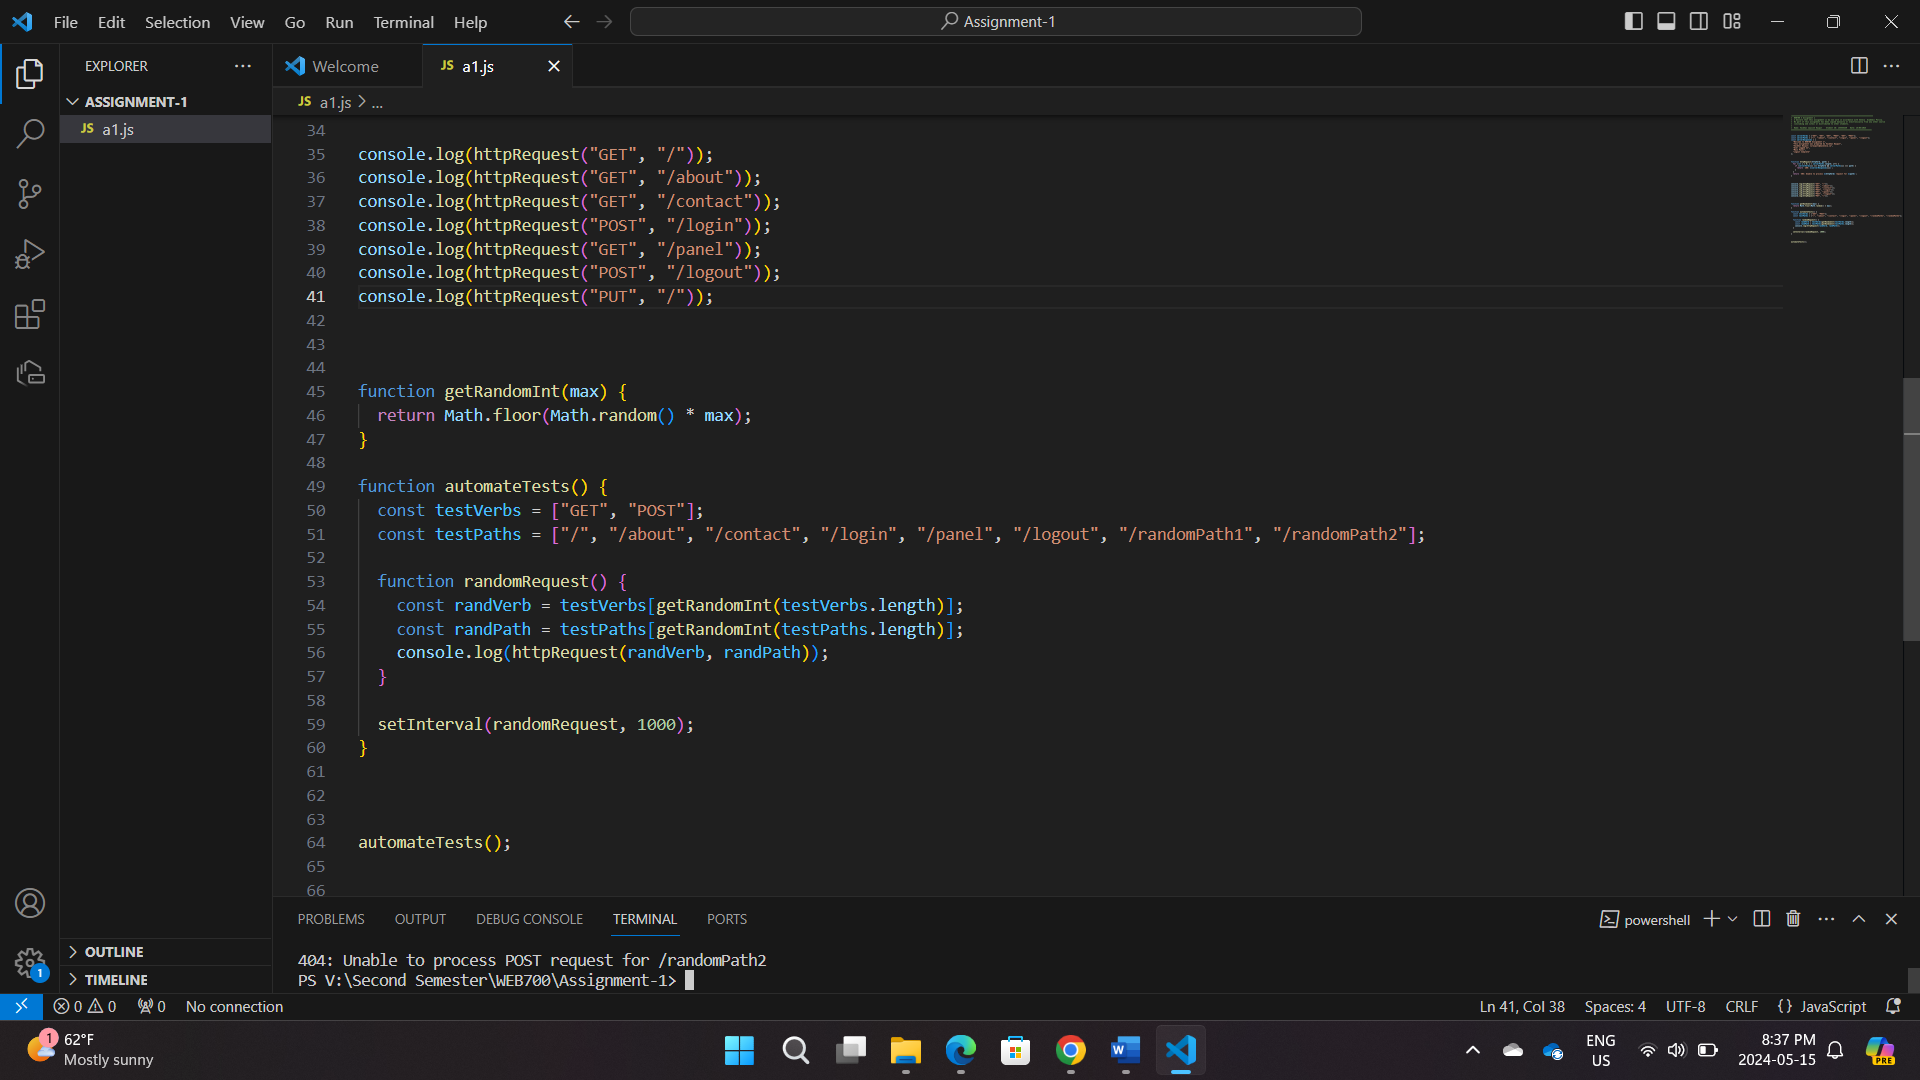 File Edit Selection View Go Run Terminal Help
Assignment-1
EXPLORER
Welcome
JS a1.js
ASSIGNMENT-1
JS a1.js
JS a1.js > ...
34
35 console.log(httpRequest("GET", "/"));
36 console.log(httpRequest("GET", "/about"));
37 console.log(httpRequest("GET", "/contact"));
38 console.log(httpRequest("POST", "/login"));
39 console.log(httpRequest("GET", "/panel"));
40 console.log(httpRequest("POST", "/logout"));
41 console.log(httpRequest("PUT", "/"));
42
43
44
45 function getRandomInt(max) {
46 return Math.floor(Math.random() * max);
47 }
48
49 function automateTests() {
50 const testVerbs = ["GET", "POST"];
51 const testPaths = ["/", "/about", "/contact", "/login", "/panel", "/logout", "/randomPath1", "/randomPath2"];
52
53 function randomRequest() {
54 const randVerb = testVerbs[getRandomInt(testVerbs.length)];
55 const randPath = testPaths[getRandomInt(testPaths.length)];
56 console.log(httpRequest(randVerb, randPath));
57 }
58
59 setInterval(randomRequest, 1000);
60 }
61
62
63
64 automateTests();
65
66
OUTLINE
TIMELINE
PROBLEMS OUTPUT DEBUG CONSOLE TERMINAL PORTS
powershell
404: Unable to process POST request for /randomPath2
PS V:\Second Semester\WEB700\Assignment-1>
1
0 0 0 No connection
Ln 41, Col 38 Spaces: 4 UTF-8 CRLF {} JavaScript
1
62°F
Mostly sunny
W
ENG
US
8:37 PM
2024-05-15
PRE